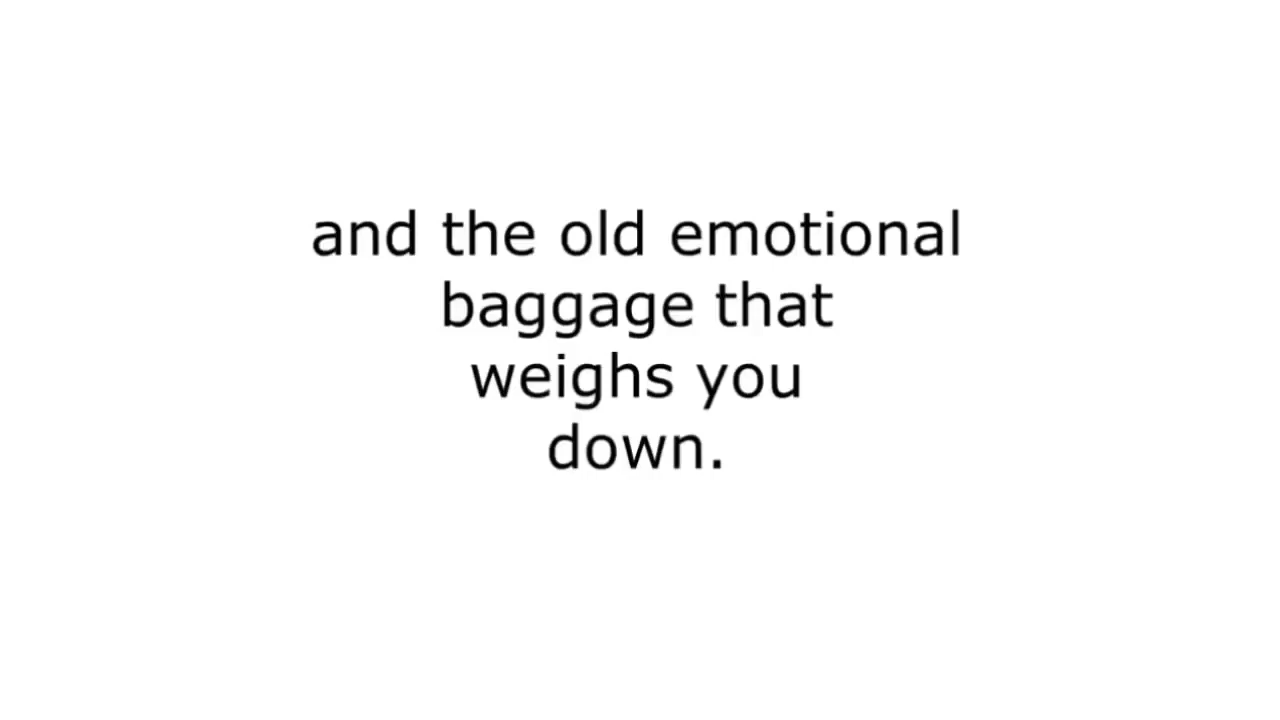 and the old emotional
baggage that
weighs you
down.